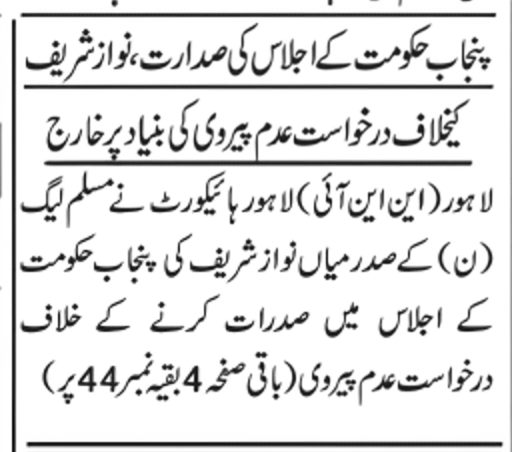 پنجاب حکومت کے اجلاس کی صدارت، نواز شریف
کیخلاف درخواست عدم پیروی کی بنیاد پر خارج
لاہور (این این آئی) لاہور ہائیکورٹ نے مسلم لیگ
(ن) کے صدر میاں نواز شریف کی پنجاب حکومت
کے اجلاس میں صدرات کرنے کے خلاف
درخواست عدم پیروی (باقی صفحہ 4 بقیہ نمبر 44 پر)